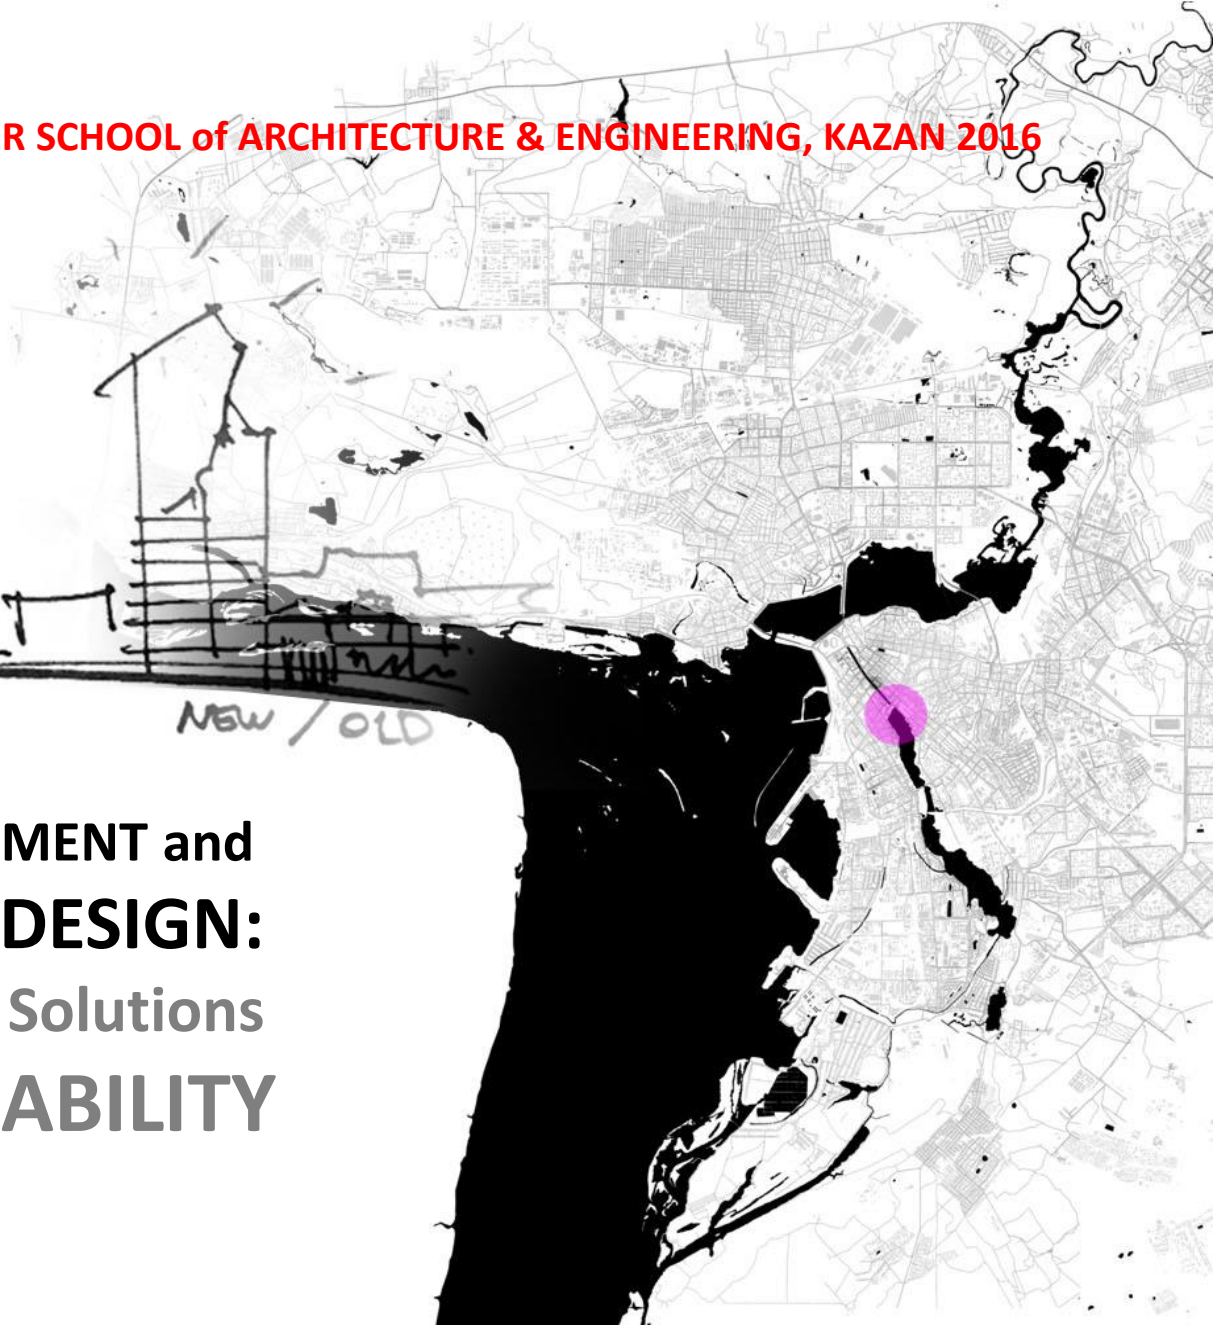 R SCHOOL of ARCHITECTURE & ENGINEERING, KAZAN 2016
NEW / OLD
MENT and
DESIGN:
Solutions
ABILITY